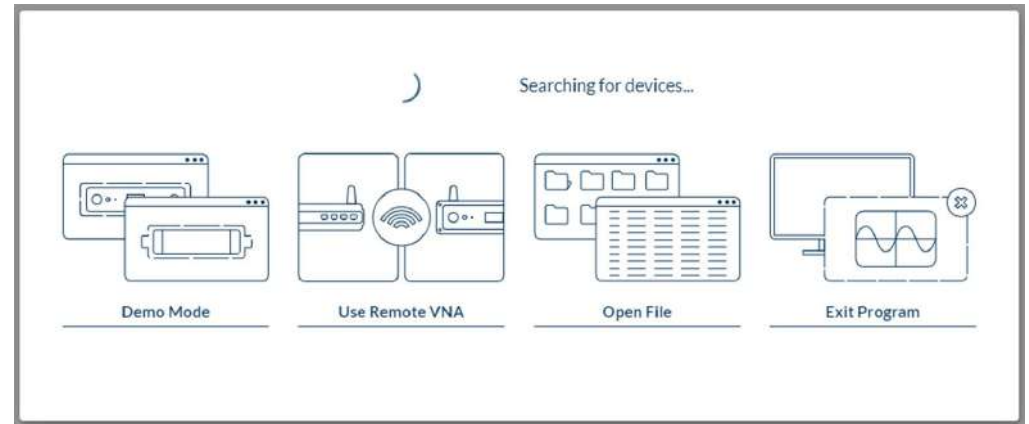 Searching for devices...
Demo Mode
Use Remote VNA
Open File
Exit Program